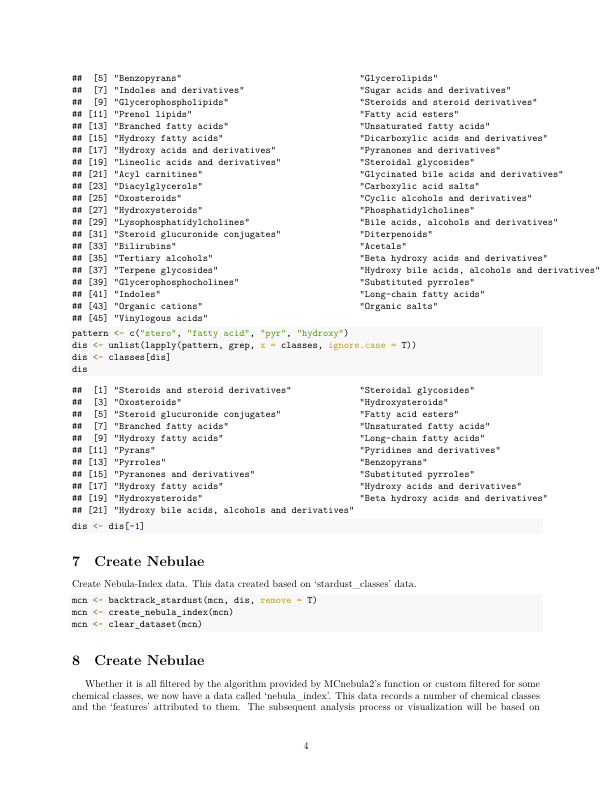 ##  [5] "Benzopyrans"                        "Glycerolipids"
##  [7] "Indoles and derivatives"            "Sugar acids and derivatives"
##  [9] "Glycerophospholipids"               "Steroids and steroid derivatives"
## [11] "Prenol lipids"                      "Fatty acid esters"
## [13] "Branched fatty acids"               "Unsaturated fatty acids"
## [15] "Hydroxy fatty acids"                "Dicarboxylic acids and derivatives"
## [17] "Hydroxy acids and derivatives"      "Pyranones and derivatives"
## [19] "Lineolic acids and derivatives"     "Steroidal glycosides"
## [21] "Acyl carnitines"                    "Glycinated bile acids and derivatives"
## [23] "Diacylglycerols"                    "Carboxylic acid salts"
## [25] "Oxosteroids"                        "Cyclic alcohols and derivatives"
## [27] "Hydroxysteroids"                    "Phosphatidylcholines"
## [29] "Lysophosphatidylcholines"           "Bile acids, alcohols and derivatives"
## [31] "Steroid glucuronide conjugates"     "Diterpenoids"
## [33] "Bilirubins"                         "Acetals"
## [35] "Tertiary alcohols"                  "Beta hydroxy acids and derivatives"
## [37] "Terpene glycosides"                 "Hydroxy bile acids, alcohols and derivatives"
## [39] "Glycerophosphocholines"             "Substituted pyrroles"
## [41] "Indoles"                            "Long-chain fatty acids"
## [43] "Organic cations"                    "Organic salts"
## [45] "Vinylogous acids"
pattern <- c("stero", "fatty acid", "pyr", "hydroxy")
dis <- unlist(lapply(pattern, grep, x = classes, ignore.case = T))
dis <- classes[dis]
dis
##  [1] "Steroids and steroid derivatives"   "Steroidal glycosides"
##  [3] "Oxosteroids"                        "Hydroxysteroids"
##  [5] "Steroid glucuronide conjugates"     "Fatty acid esters"
##  [7] "Branched fatty acids"               "Unsaturated fatty acids"
##  [9] "Hydroxy fatty acids"                "Long-chain fatty acids"
## [11] "Pyrans"                             "Pyridines and derivatives"
## [13] "Pyrroles"                           "Benzopyrans"
## [15] "Pyranones and derivatives"          "Substituted pyrroles"
## [17] "Hydroxy fatty acids"                "Hydroxy acids and derivatives"
## [19] "Hydroxysteroids"                    "Beta hydroxy acids and derivatives"
## [21] "Hydroxy bile acids, alcohols and derivatives"
dis <- dis[-1]
7 Create Nebulae
Create Nebula-Index data. This data created based on ‘stardust_classes’ data.
mcn <- backtrack_stardust(mcn, dis, remove = T)
mcn <- create_nebula_index(mcn)
mcn <- clear_dataset(mcn)
8 Create Nebulae
Whether it is all filtered by the algorithm provided by MCnebula2’s function or custom filtered for some
chemical classes, we now have a data called ‘nebula_index’. This data records a number of chemical classes
and the ‘features’ attributed to them. The subsequent analysis process or visualization will be based on
4